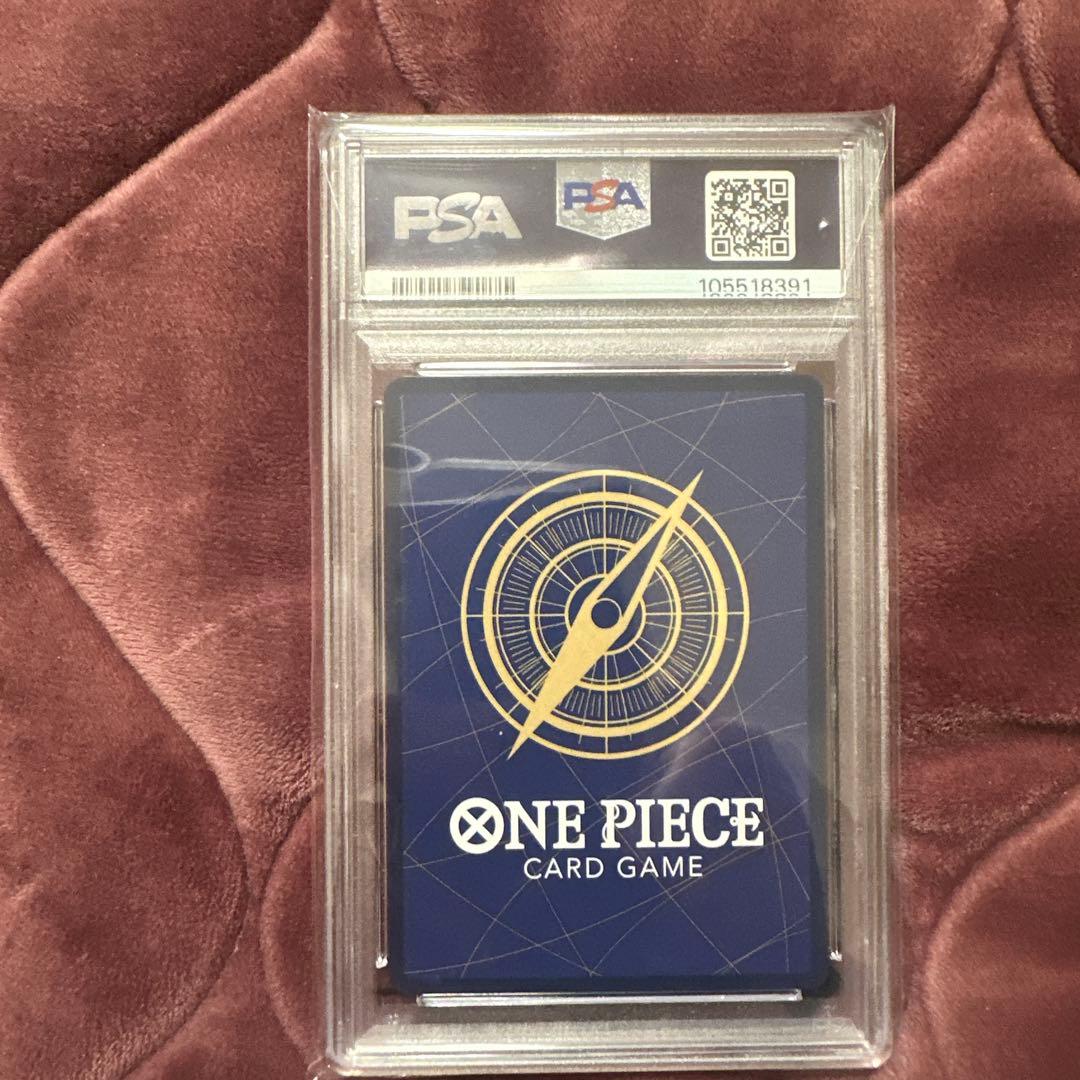 PSA
PSA
105518391
ONE PIECE
CARD GAME